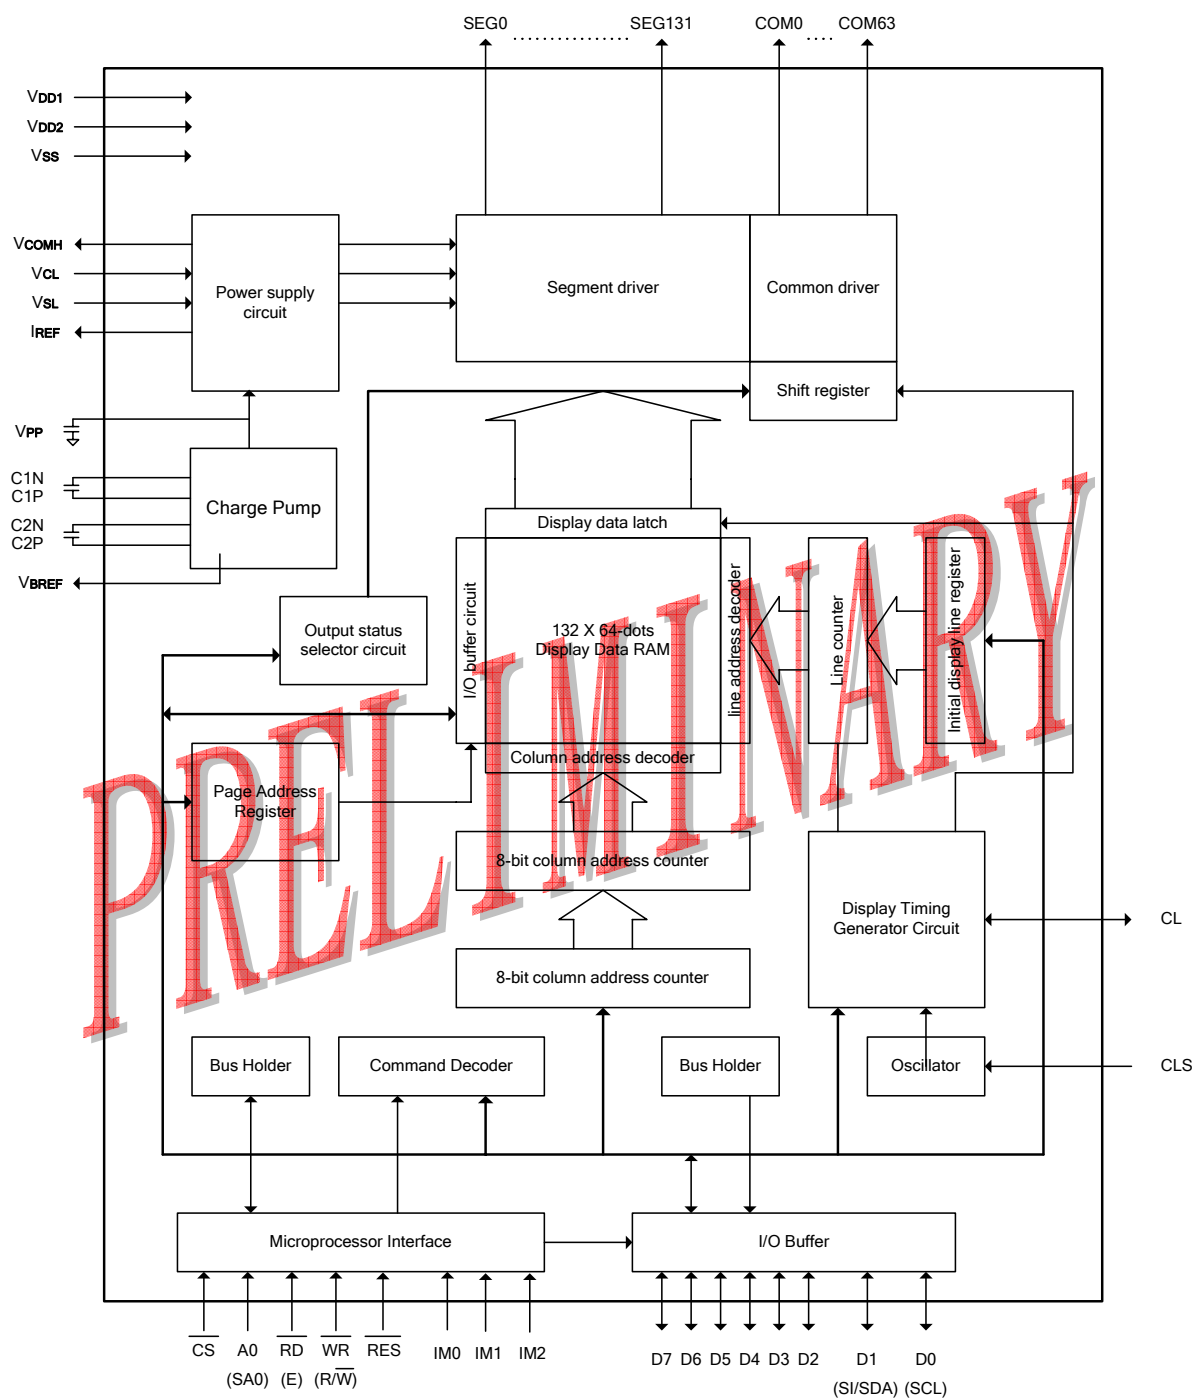 SEG0 ................... SEG131 COM0 .... COM63
VDD1
VDD2
VSS
VCOMH
VCL
VSL
IREF
Power supply
circuit
Segment driver
Common driver
Shift register
VPP
C1N
C1P
C2N
C2P
VBREF
Charge Pump
Display data latch
Output status
selector circuit
I/O buffer circuit
132 X 64-dots
Display Data RAM
line address decoder
Line counter
Initial display line register
Column address decoder
Page Address
Register
8-bit column address counter
Display Timing
Generator Circuit
CL
8-bit column address counter
Bus Holder
Command Decoder
Bus Holder
Oscillator
CLS
Microprocessor Interface
I/O Buffer
C̅S̅ A0 R̅D̅ W̅R̅ R̅E̅S̅ IM0 IM1 IM2 D7 D6 D5 D4 D3 D2 D1 D0
(SA0) (E) (R/W̅) (SI/SDA) (SCL)
PRELIMINARY